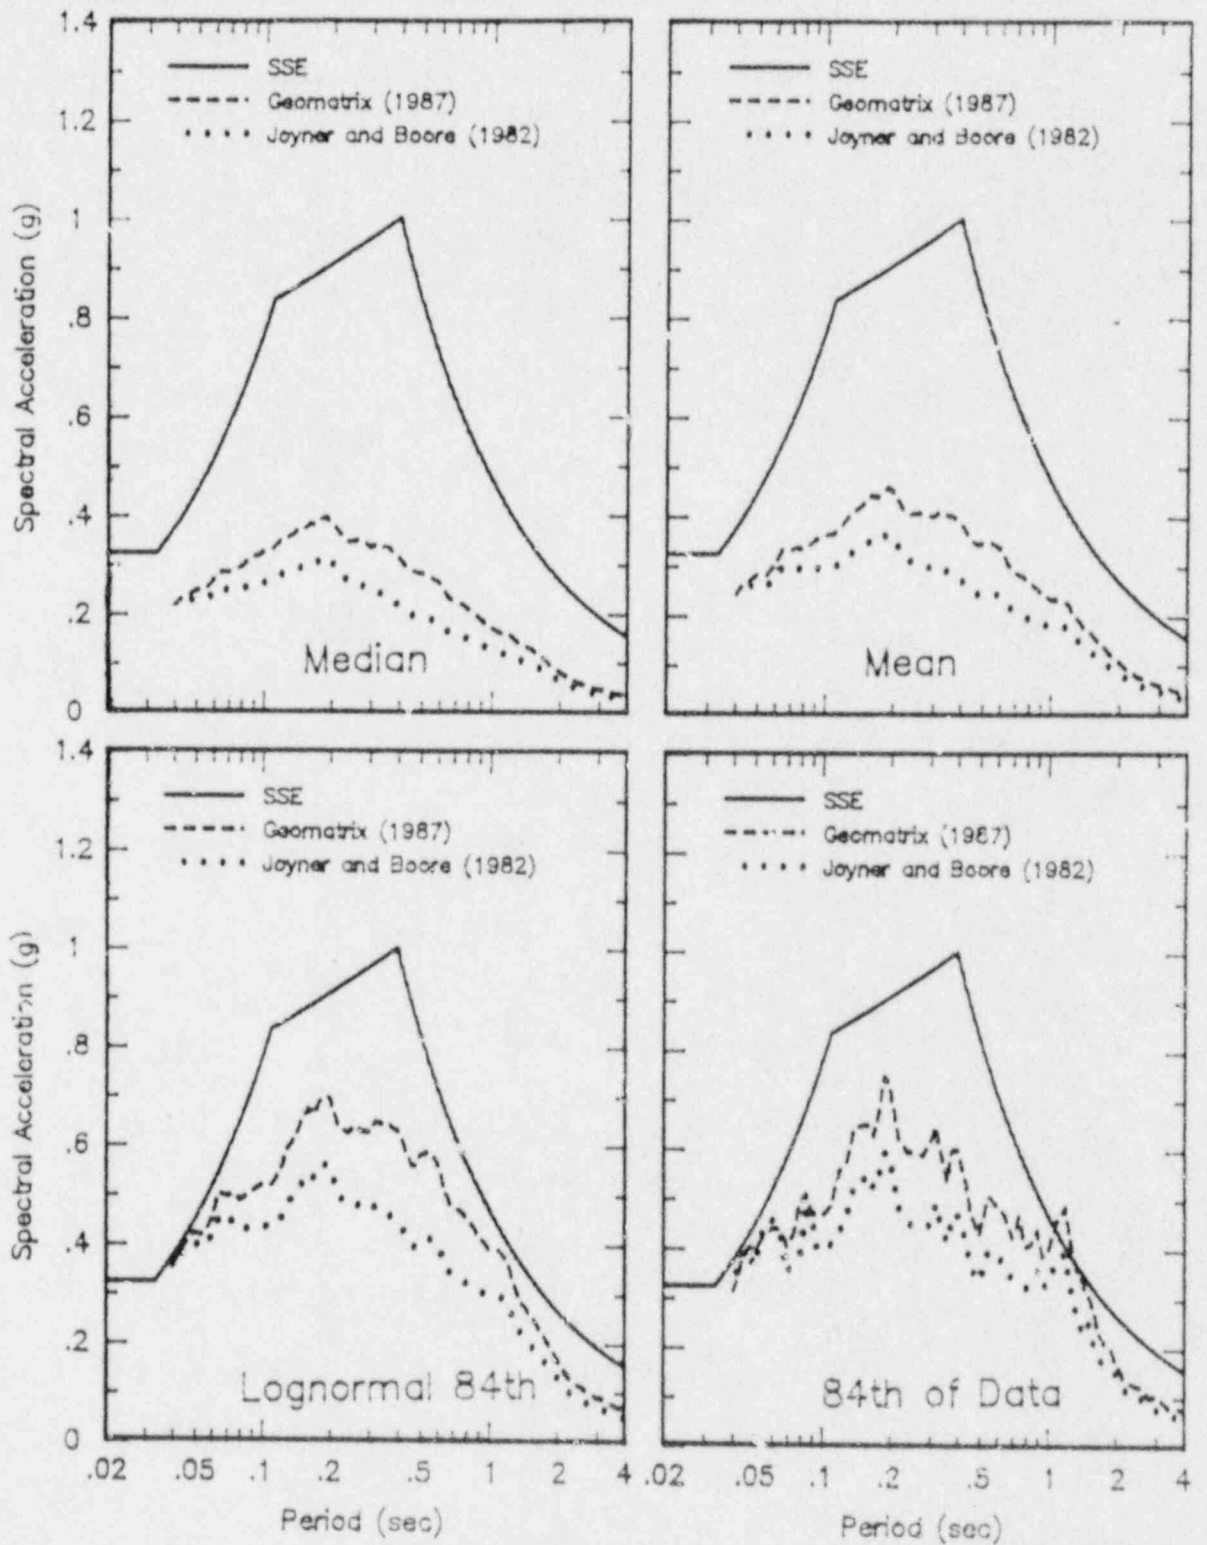 1.4
1.2
1
.8
.6
.4
.2
0
Spectral Acceleration (g)
SSE
Geomatrix (1987)
Joyner and Boore (1982)
Median
SSE
Geomatrix (1987)
Joyner and Boore (1982)
Mean
1.4
1.2
1
.8
.6
.4
.2
0
Spectral Acceleration (g)
SSE
Geomatrix (1987)
Joyner and Boore (1982)
Lognormal 84th
.02 .05 .1 .2 .5 1 2 4
Period (sec)
SSE
Geomatrix (1987)
Joyner and Boore (1982)
84th of Data
.02 .05 .1 .2 .5 1 2 4
Period (sec)